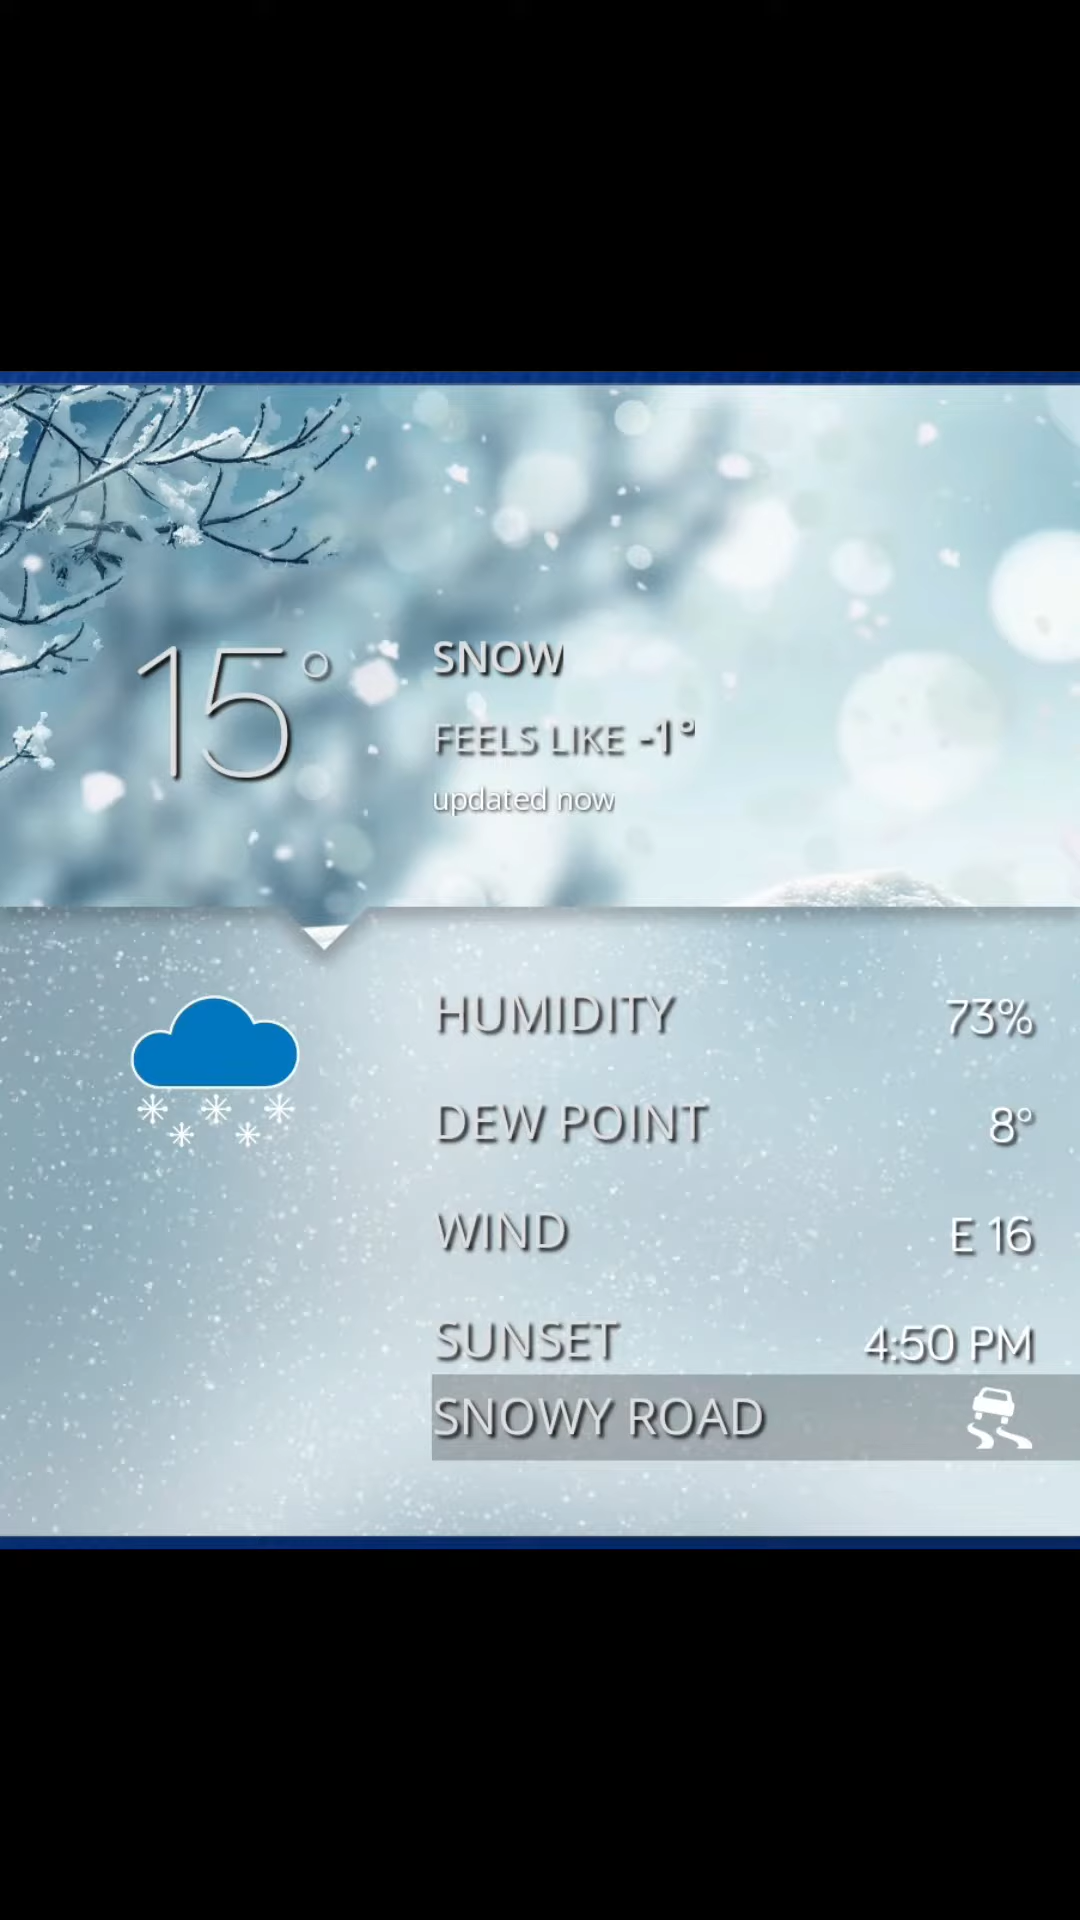 15°
SNOW
FEELS LIKE -1°
updated now
HUMIDITY 73%
DEW POINT 8°
WIND E 16
SUNSET 4:50 PM
SNOWY ROAD